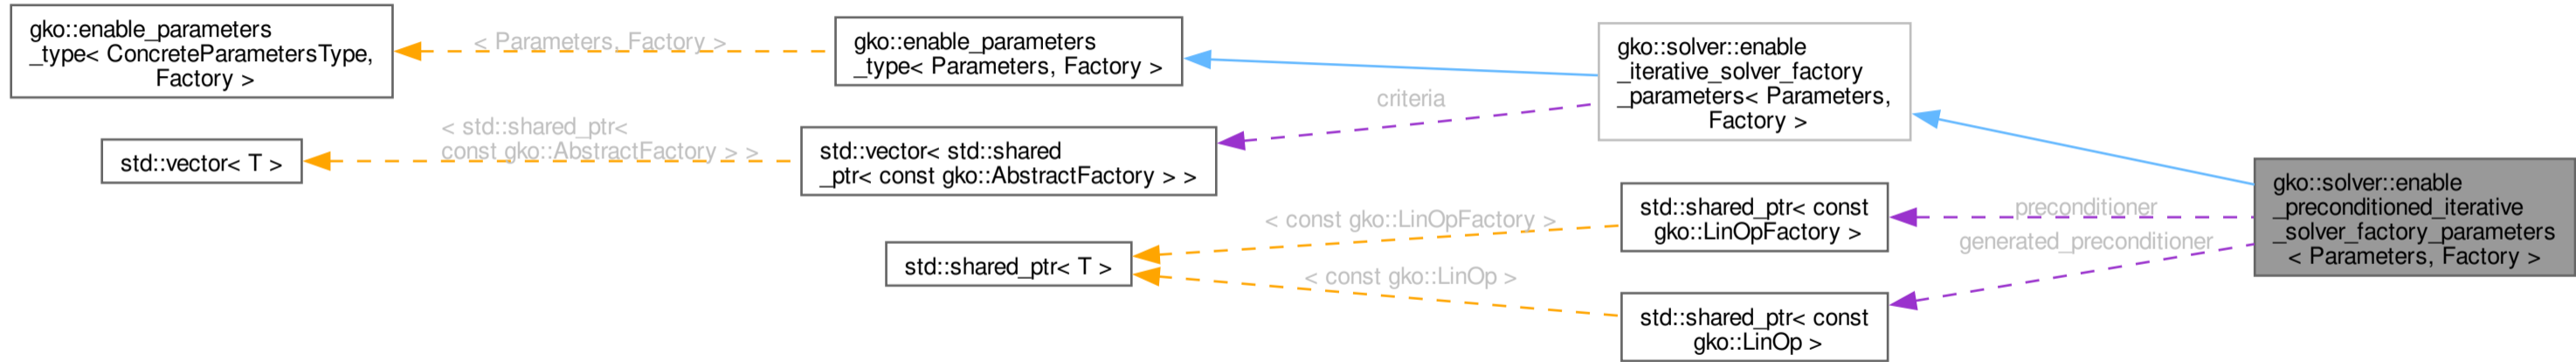 gko::enable_parameters
_type< ConcreteParametersType,
Factory >
< Parameters, Factory >
gko::enable_parameters
_type< Parameters, Factory >
gko::solver::enable
_iterative_solver_factory
_parameters< Parameters,
Factory >
criteria
std::vector< T >
< std::shared_ptr<
const gko::AbstractFactory > >
std::vector< std::shared
_ptr< const gko::AbstractFactory > >
std::shared_ptr< T >
< const gko::LinOpFactory >
< const gko::LinOp >
std::shared_ptr< const
gko::LinOpFactory >
std::shared_ptr< const
gko::LinOp >
preconditioner
generated_preconditioner
gko::solver::enable
_preconditioned_iterative
_solver_factory_parameters
< Parameters, Factory >